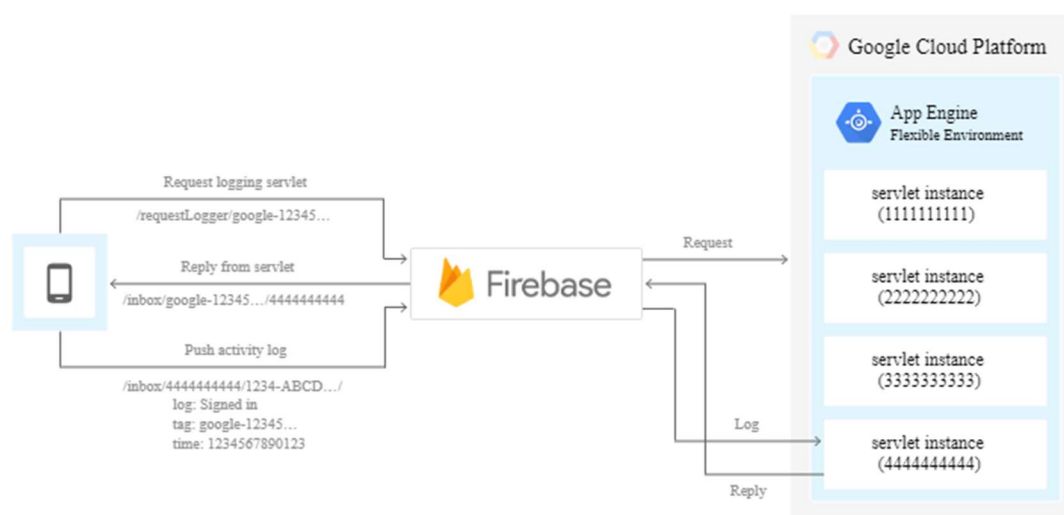 Google Cloud Platform
App Engine
Flexible Environment
Request logging servlet
/requestLogger/google-12345...
Reply from servlet
/inbox/google-12345.../4444444444
Push activity log
/inbox/4444444444/1234-ABCD.../
log: Signed in
tag: google-12345...
time: 1234567890123
Firebase
Request
Log
Reply
servlet instance
(1111111111)
servlet instance
(2222222222)
servlet instance
(3333333333)
servlet instance
(4444444444)